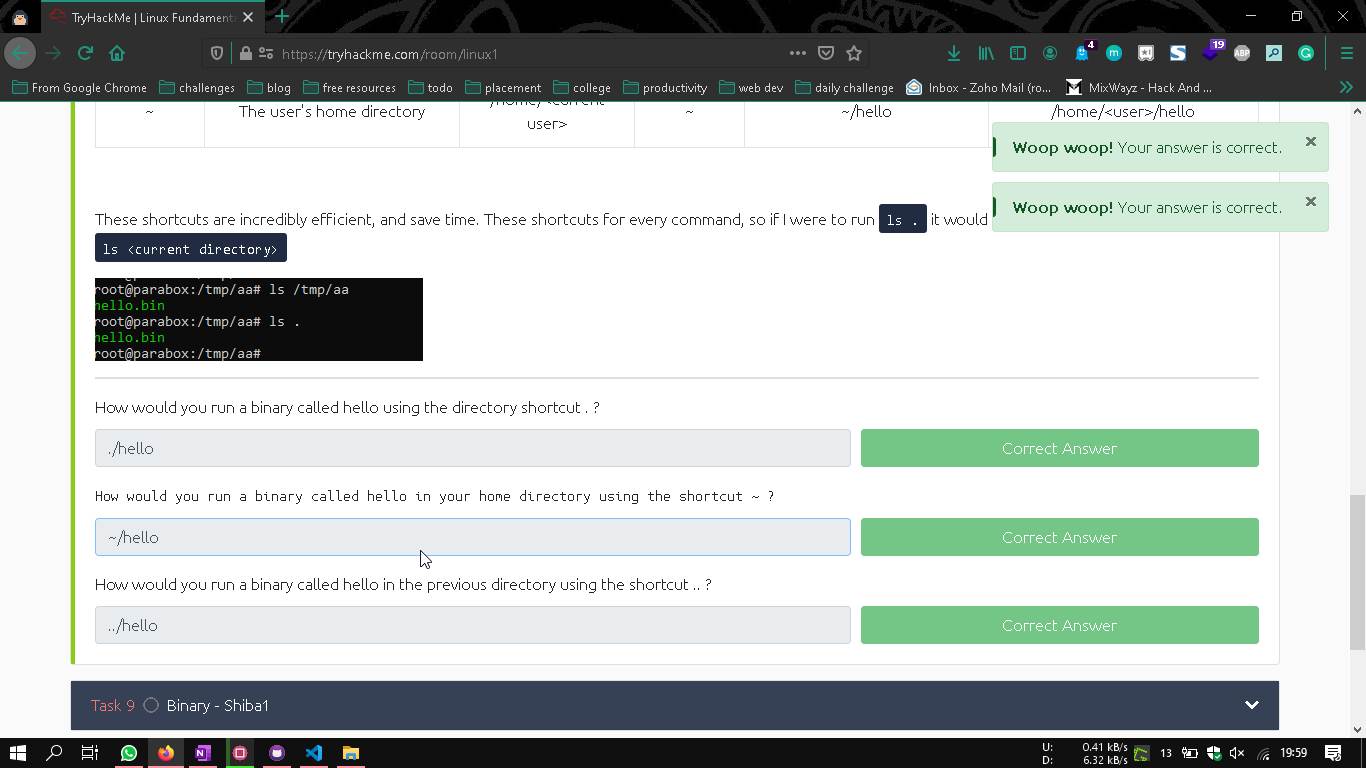 TryHackMe | Linux Fundament
https://tryhackme.com/room/linux1
4
19
ABP
From Google Chrome challenges blog free resources todo placement college productivity web dev daily challenge Inbox - Zoho Mail (ro... MixWayz - Hack And ...
~ The user's home directory /home/<current user> ~ ~/hello /home/<user>/hello
Woop woop! Your answer is correct.
Woop woop! Your answer is correct.
These shortcuts are incredibly efficient, and save time. These shortcuts for every command, so if I were to run ls . it would
ls <current directory>
root@parabox:/tmp/aa# ls /tmp/aa
hello.bin
root@parabox:/tmp/aa# ls .
hello.bin
root@parabox:/tmp/aa#
How would you run a binary called hello using the directory shortcut . ?
./hello Correct Answer
How would you run a binary called hello in your home directory using the shortcut ~ ?
~/hello Correct Answer
How would you run a binary called hello in the previous directory using the shortcut .. ?
../hello Correct Answer
Task 9 Binary - Shiba1
U: 0.41 kB/s
D: 6.32 kB/s
13
19:59